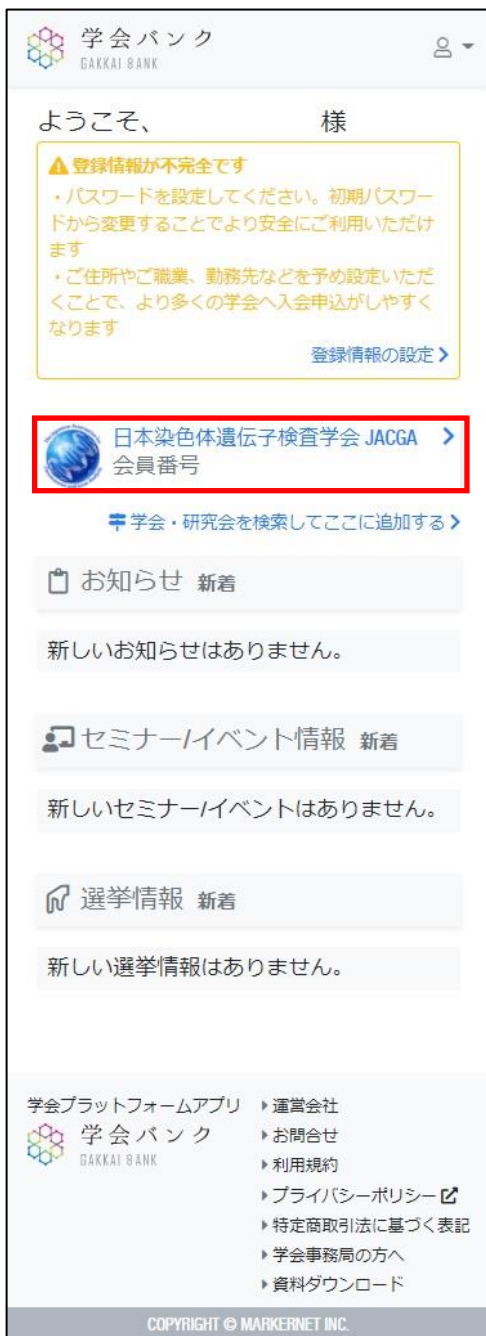 学会バンク
GAKKAI BANK
ようこそ、 様
登録情報が不完全です
・パスワードを設定してください。初期パスワー
ドから変更することでより安全にご利用いただけ
ます
・ご住所やご職業、勤務先などを予め設定いただ
くことで、より多くの学会へ入会申込がしやすく
なります
登録情報の設定
日本染色体遺伝子検査学会 JACGA
会員番号
学会・研究会を検索してここに追加する
お知らせ 新着
新しいお知らせはありません。
セミナー/イベント情報 新着
新しいセミナー/イベントはありません。
選挙情報 新着
新しい選挙情報はありません。
学会プラットフォームアプリ
学会バンク
GAKKAI BANK
運営会社
お問合せ
利用規約
プライバシーポリシー
特定商取引法に基づく表記
学会事務局の方へ
資料ダウンロード
COPYRIGHT © MARKERNET INC.